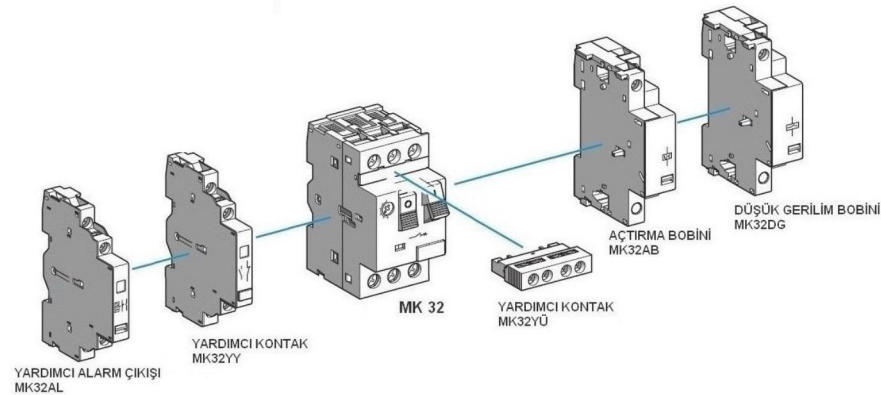 DÜŞÜK GERİLİM BOBİNİ
MK32DG
AÇTIRMA BOBİNİ
MK32AB
MK 32
YARDIMCI KONTAK
MK32YÜ
YARDIMCI KONTAK
MK32YY
YARDIMCI ALARM ÇIKIŞI
MK32AL